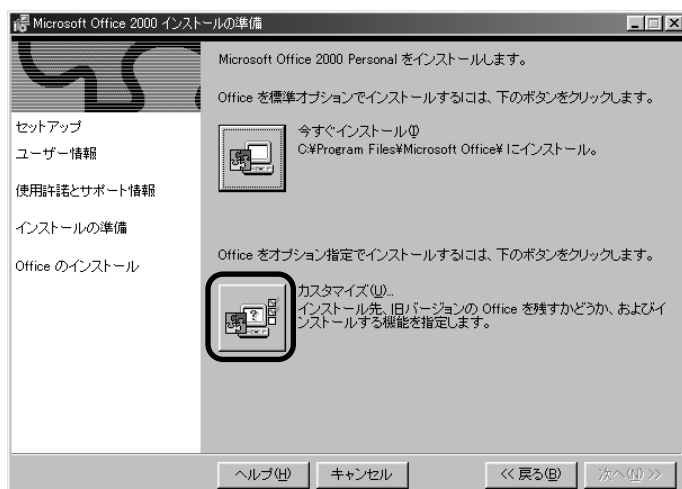 Microsoft Office 2000 インストールの準備
Microsoft Office 2000 Personal をインストールします。
Office を標準オプションでインストールするには、下のボタンをクリックします。
セットアップ
ユーザー情報
使用許諾とサポート情報
インストールの準備
Office のインストール
今すぐインストール(I)
C:¥Program Files¥Microsoft Office¥ にインストール。
Office をオプション指定でインストールするには、下のボタンをクリックします。
カスタマイズ(U)...
インストール先、旧バージョンの Office を残すかどうか、およびイ
ンストールする機能を指定します。
ヘルプ(H) キャンセル << 戻る(B) 次へ(N) >>